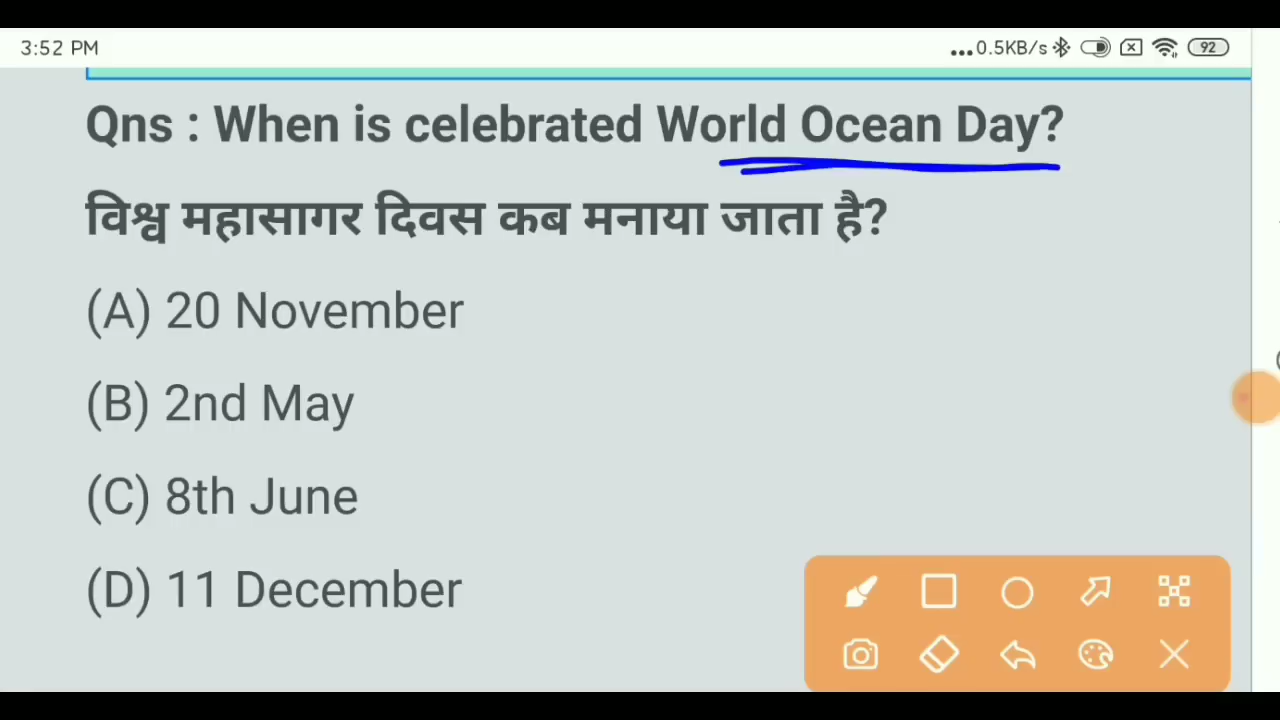 3:52 PM ...0.5KB/s 92
Qns : When is celebrated World Ocean Day?
विश्व महासागर दिवस कब मनाया जाता है?
(A) 20 November
(B) 2nd May
(C) 8th June
(D) 11 December